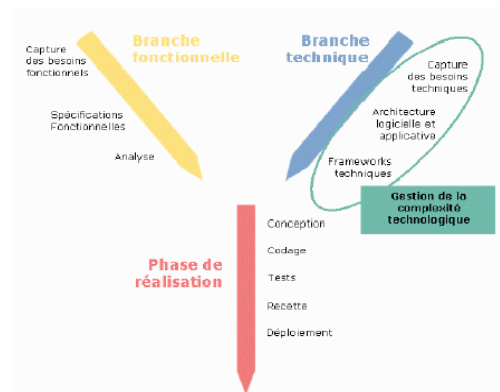 Branche
fonctionnelle
Capture
des besoins
fonctionnels
Spécifications
Fonctionnelles
Analyse
Branche
technique
Capture
des besoins
techniques
Architecture
logicielle et
applicative
Frameworks
techniques
Gestion de la
complexité
technologique
Phase de
réalisation
Conception
Codage
Tests
Recette
Déploiement